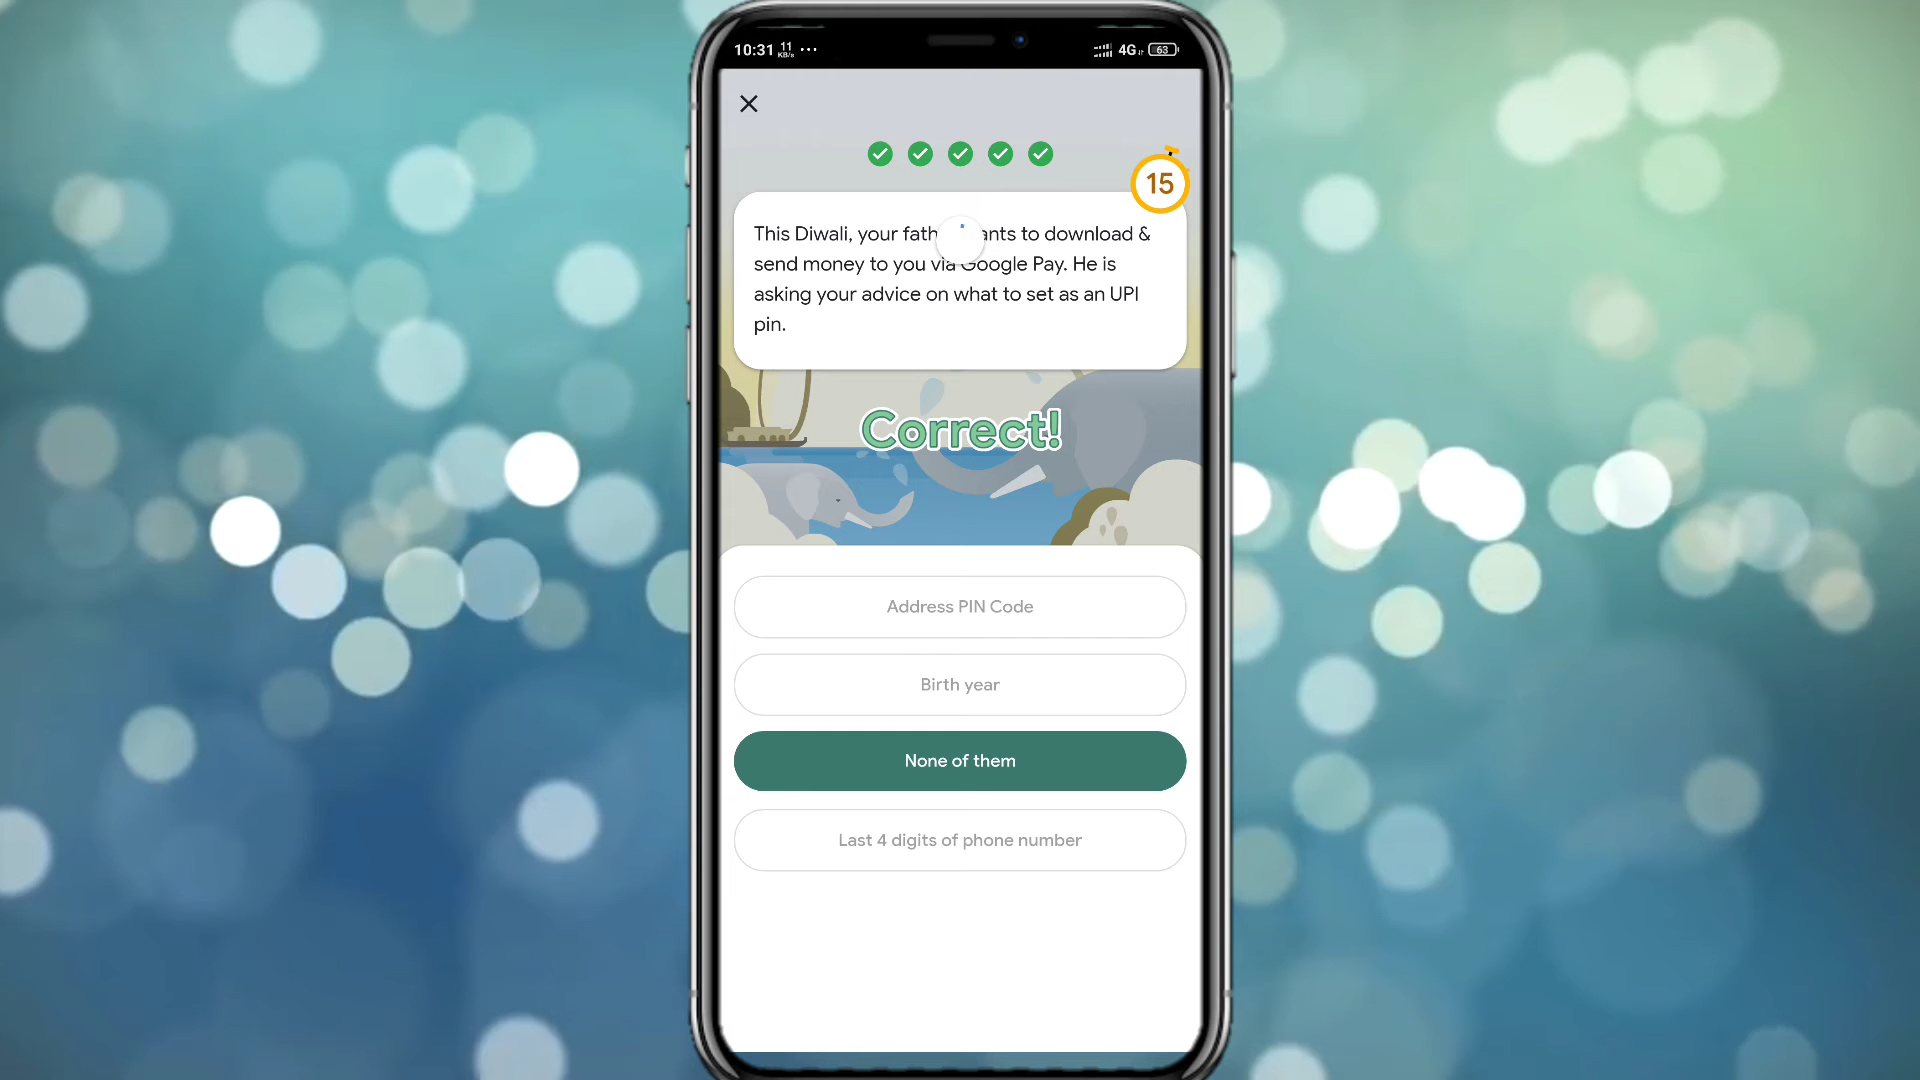 10:31 11 KB/s ... 4G 63
15
This Diwali, your fath ants to download &
send money to you via Google Pay. He is
asking your advice on what to set as an UPI
pin.
Correct!
Address PIN Code
Birth year
None of them
Last 4 digits of phone number